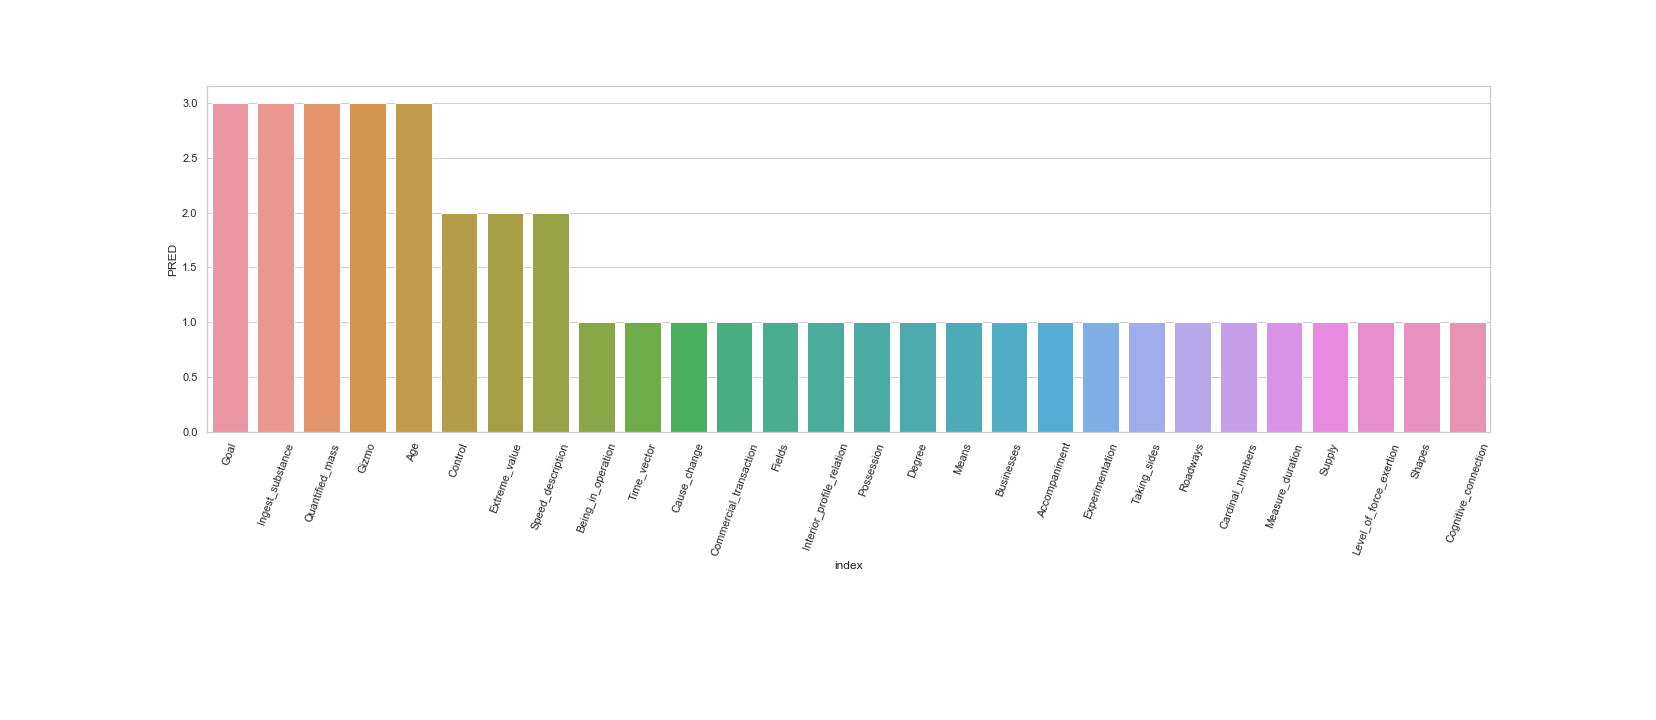 3.0
2.5
2.0
1.5
1.0
0.5
0.0
PRED
Goal
Ingest_substance
Quantified_mass
Gizmo
Age
Control
Extreme_value
Speed_description
Being_in_operation
Time_vector
Cause_change
Commercial_transaction
Fields
Interior_profile_relation
Possession
Degree
Means
Businesses
Accompaniment
Experimentation
Taking_sides
Roadways
Cardinal_numbers
Measure_duration
Supply
Level_of_force_exertion
Shapes
Cognitive_connection
index